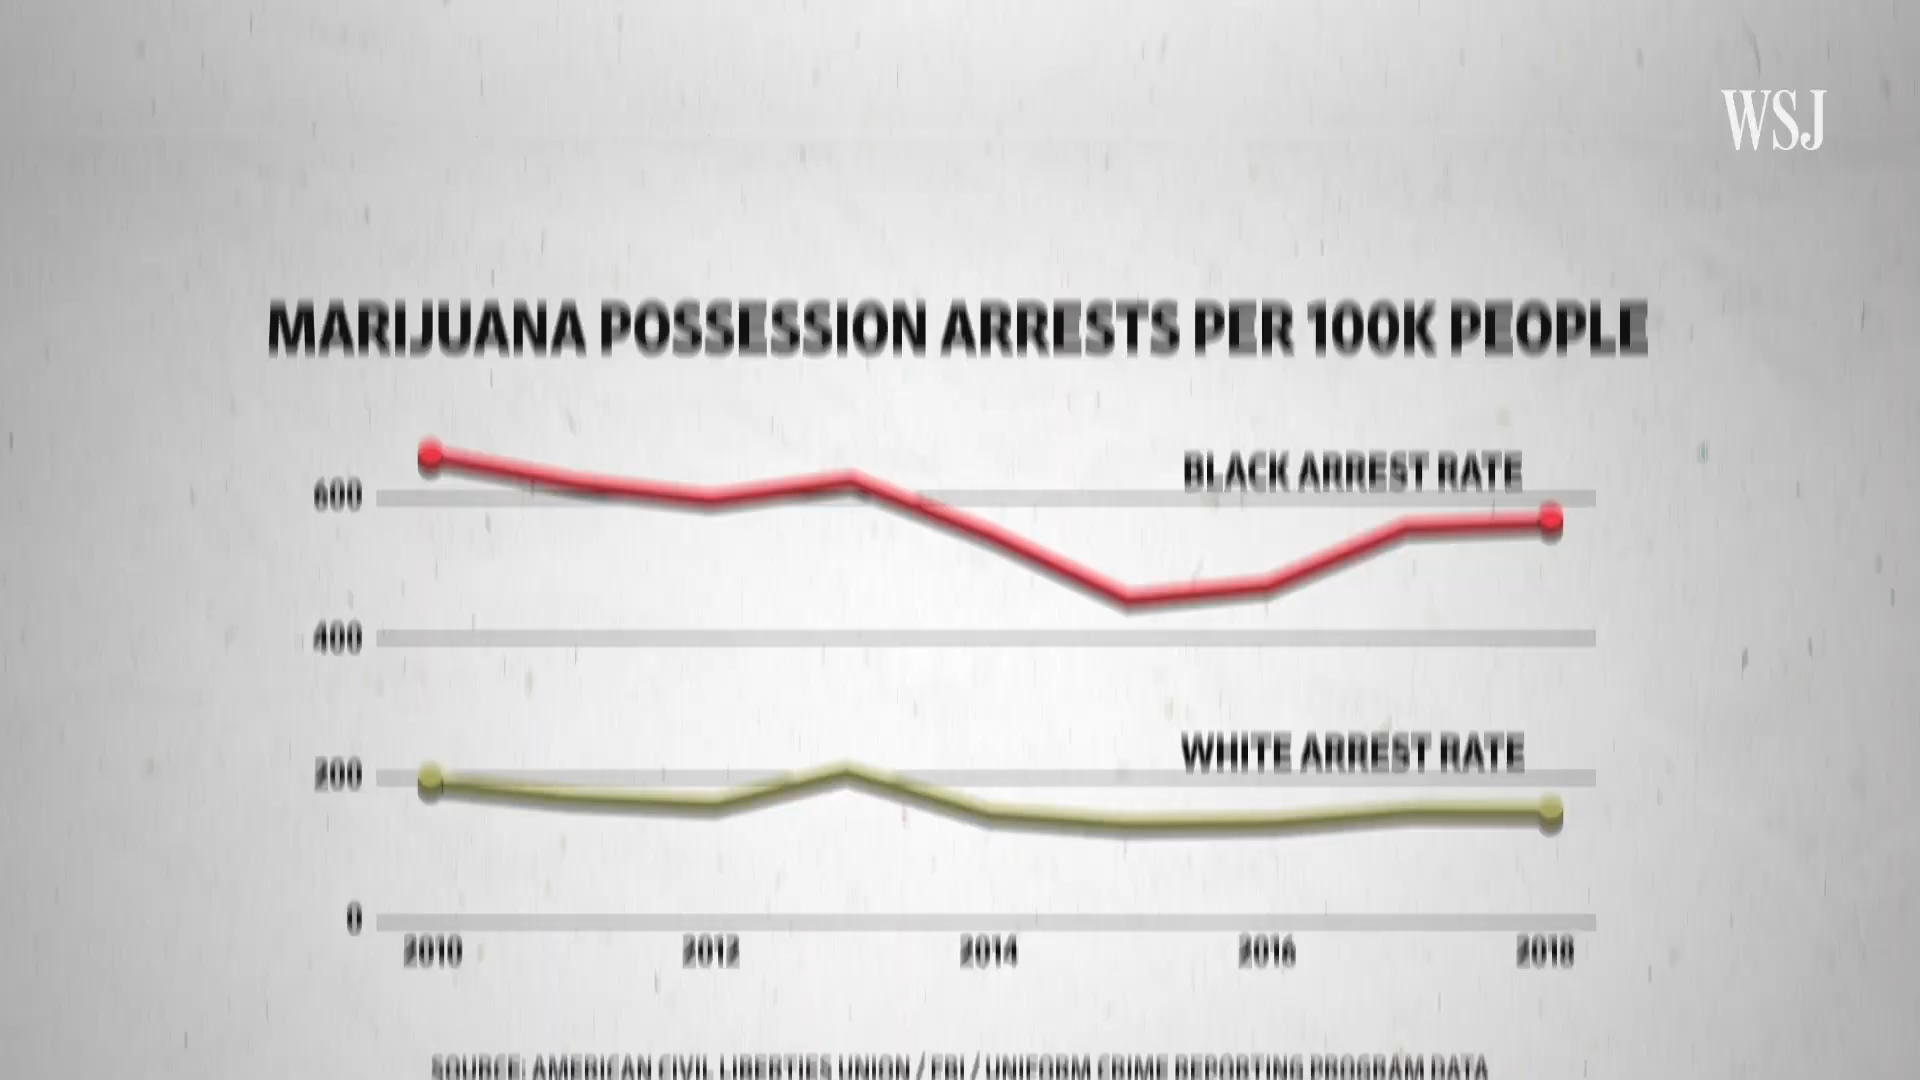 WSJ
MARIJUANA POSSESSION ARRESTS PER 100K PEOPLE
BLACK ARREST RATE
600
400
WHITE ARREST RATE
200
0
2010 2012 2014 2016 2018
SOURCE: AMERICAN CIVIL LIBERTIES UNION / FBI / UNIFORM CRIME REPORTING PROGRAM DATA